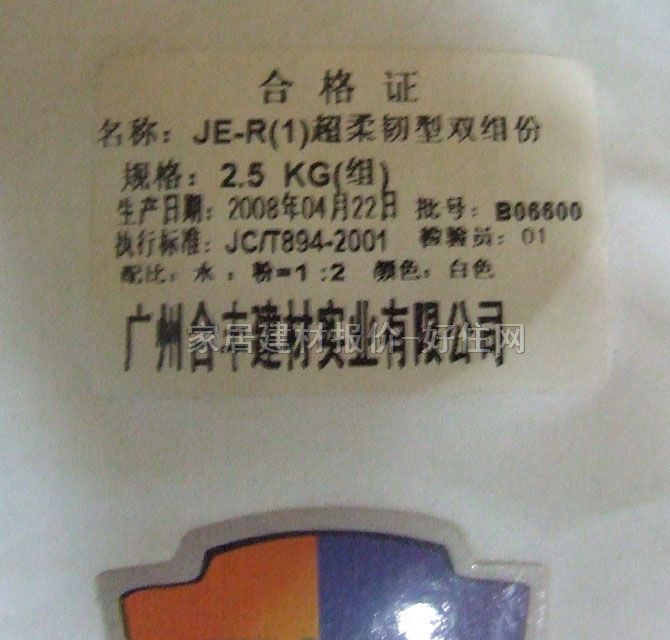 合格证
名称：JE-R(1)超柔韧型双组份
规格：2.5 KG(组)
生产日期：2008年04月22日 批号：B06600
执行标准：JC/T894-2001 检验员：01
配比：水：粉=1:2 颜色：白色
广州合丰建材实业有限公司
家居建材报价-好住网